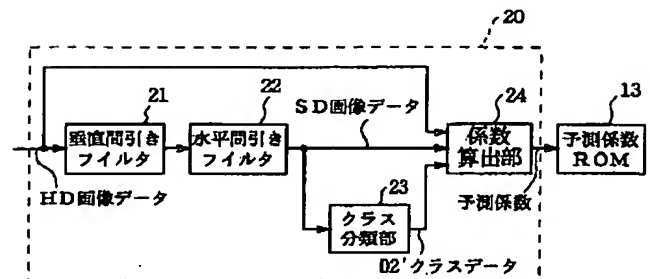 20
21
垂直間引き
フィルタ
22
水平間引き
フィルタ
SD画像データ
24
係数
算出部
13
予測係数
ROM
HD画像データ
予測係数
23
クラス
分類部
D2'クラスデータ